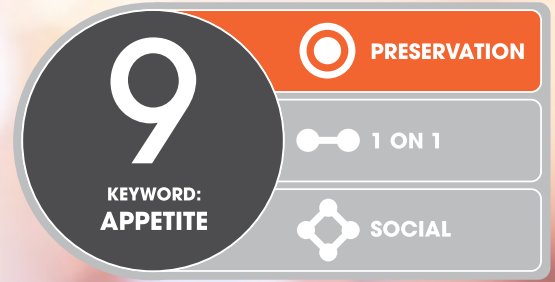 9
KEYWORD:
APPETITE
PRESERVATION
1 ON 1
SOCIAL